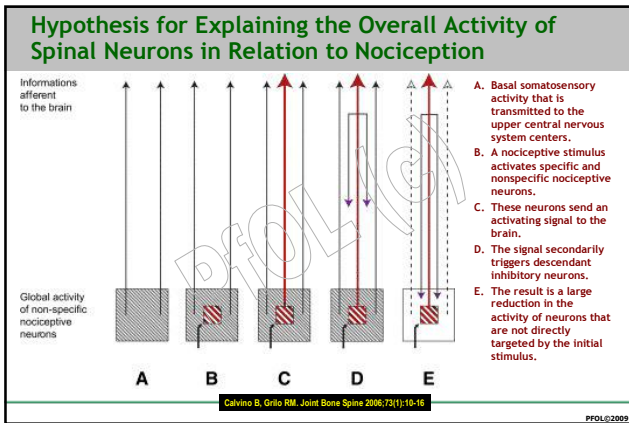 Hypothesis for Explaining the Overall Activity of
Spinal Neurons in Relation to Nociception
Informations
afferent
to the brain
Global activity
of non-specific
nociceptive
neurons
A
B
C
D
E
A. Basal somatosensory
activity that is
transmitted to the
upper central nervous
system centers.
B. A nociceptive stimulus
activates specific and
nonspecific nociceptive
neurons.
C. These neurons send an
activating signal to the
brain.
D. The signal secondarily
triggers descendant
inhibitory neurons.
E. The result is a large
reduction in the
activity of neurons that
are not directly
targeted by the initial
stimulus.
PfOL (c)
Calvino B, Grilo RM. Joint Bone Spine 2006;73(1):10-16
PFOL©2009